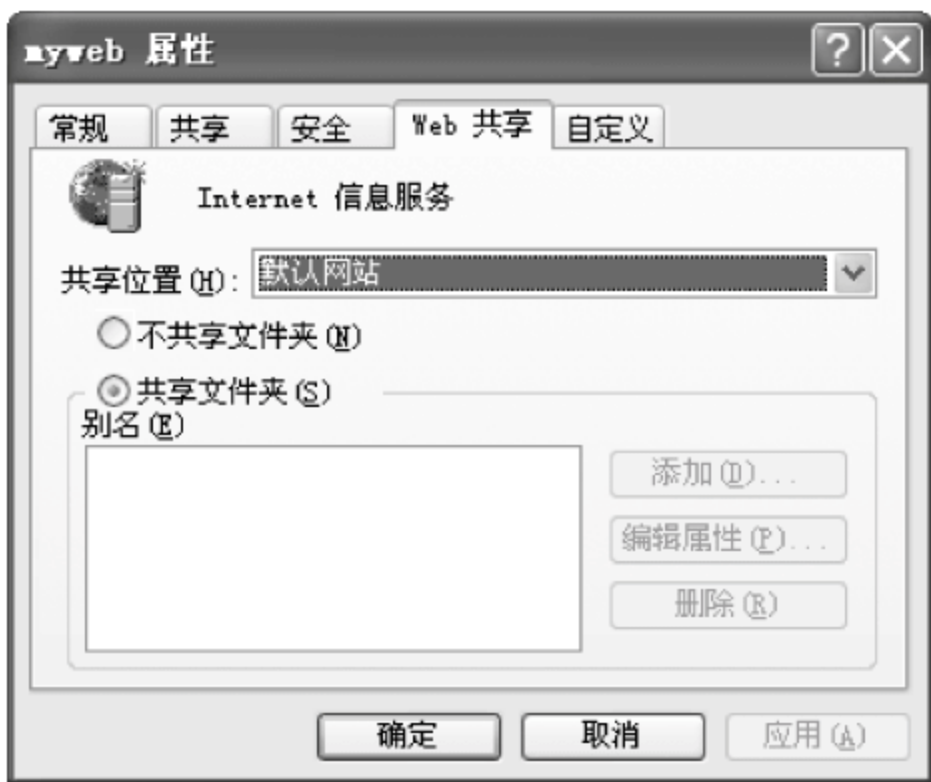 myweb 属性
常规 共享 安全 Web 共享 自定义
Internet 信息服务
共享位置(H): 默认网站
不共享文件夹(N)
共享文件夹(S)
别名(E)
添加(D)...
编辑属性(P)...
删除(R)
确定 取消 应用(A)